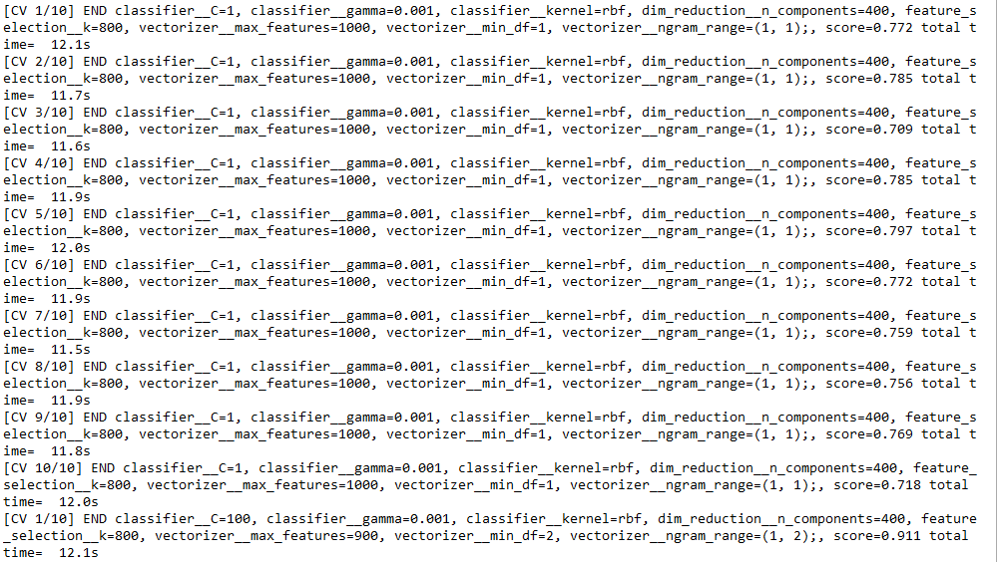 [CV 1/10] END classifier__C=1, classifier__gamma=0.001, classifier__kernel=rbf, dim_reduction__n_components=400, feature_s
election__k=800, vectorizer__max_features=1000, vectorizer__min_df=1, vectorizer__ngram_range=(1, 1);, score=0.772 total t
ime=  12.1s
[CV 2/10] END classifier__C=1, classifier__gamma=0.001, classifier__kernel=rbf, dim_reduction__n_components=400, feature_s
election__k=800, vectorizer__max_features=1000, vectorizer__min_df=1, vectorizer__ngram_range=(1, 1);, score=0.785 total t
ime=  11.7s
[CV 3/10] END classifier__C=1, classifier__gamma=0.001, classifier__kernel=rbf, dim_reduction__n_components=400, feature_s
election__k=800, vectorizer__max_features=1000, vectorizer__min_df=1, vectorizer__ngram_range=(1, 1);, score=0.709 total t
ime=  11.6s
[CV 4/10] END classifier__C=1, classifier__gamma=0.001, classifier__kernel=rbf, dim_reduction__n_components=400, feature_s
election__k=800, vectorizer__max_features=1000, vectorizer__min_df=1, vectorizer__ngram_range=(1, 1);, score=0.785 total t
ime=  11.9s
[CV 5/10] END classifier__C=1, classifier__gamma=0.001, classifier__kernel=rbf, dim_reduction__n_components=400, feature_s
election__k=800, vectorizer__max_features=1000, vectorizer__min_df=1, vectorizer__ngram_range=(1, 1);, score=0.797 total t
ime=  12.0s
[CV 6/10] END classifier__C=1, classifier__gamma=0.001, classifier__kernel=rbf, dim_reduction__n_components=400, feature_s
election__k=800, vectorizer__max_features=1000, vectorizer__min_df=1, vectorizer__ngram_range=(1, 1);, score=0.772 total t
ime=  11.9s
[CV 7/10] END classifier__C=1, classifier__gamma=0.001, classifier__kernel=rbf, dim_reduction__n_components=400, feature_s
election__k=800, vectorizer__max_features=1000, vectorizer__min_df=1, vectorizer__ngram_range=(1, 1);, score=0.759 total t
ime=  11.5s
[CV 8/10] END classifier__C=1, classifier__gamma=0.001, classifier__kernel=rbf, dim_reduction__n_components=400, feature_s
election__k=800, vectorizer__max_features=1000, vectorizer__min_df=1, vectorizer__ngram_range=(1, 1);, score=0.756 total t
ime=  11.9s
[CV 9/10] END classifier__C=1, classifier__gamma=0.001, classifier__kernel=rbf, dim_reduction__n_components=400, feature_s
election__k=800, vectorizer__max_features=1000, vectorizer__min_df=1, vectorizer__ngram_range=(1, 1);, score=0.769 total t
ime=  11.8s
[CV 10/10] END classifier__C=1, classifier__gamma=0.001, classifier__kernel=rbf, dim_reduction__n_components=400, feature_
selection__k=800, vectorizer__max_features=1000, vectorizer__min_df=1, vectorizer__ngram_range=(1, 1);, score=0.718 total
time=  12.0s
[CV 1/10] END classifier__C=100, classifier__gamma=0.001, classifier__kernel=rbf, dim_reduction__n_components=400, feature
_selection__k=800, vectorizer__max_features=900, vectorizer__min_df=2, vectorizer__ngram_range=(1, 2);, score=0.911 total
time=  12.1s